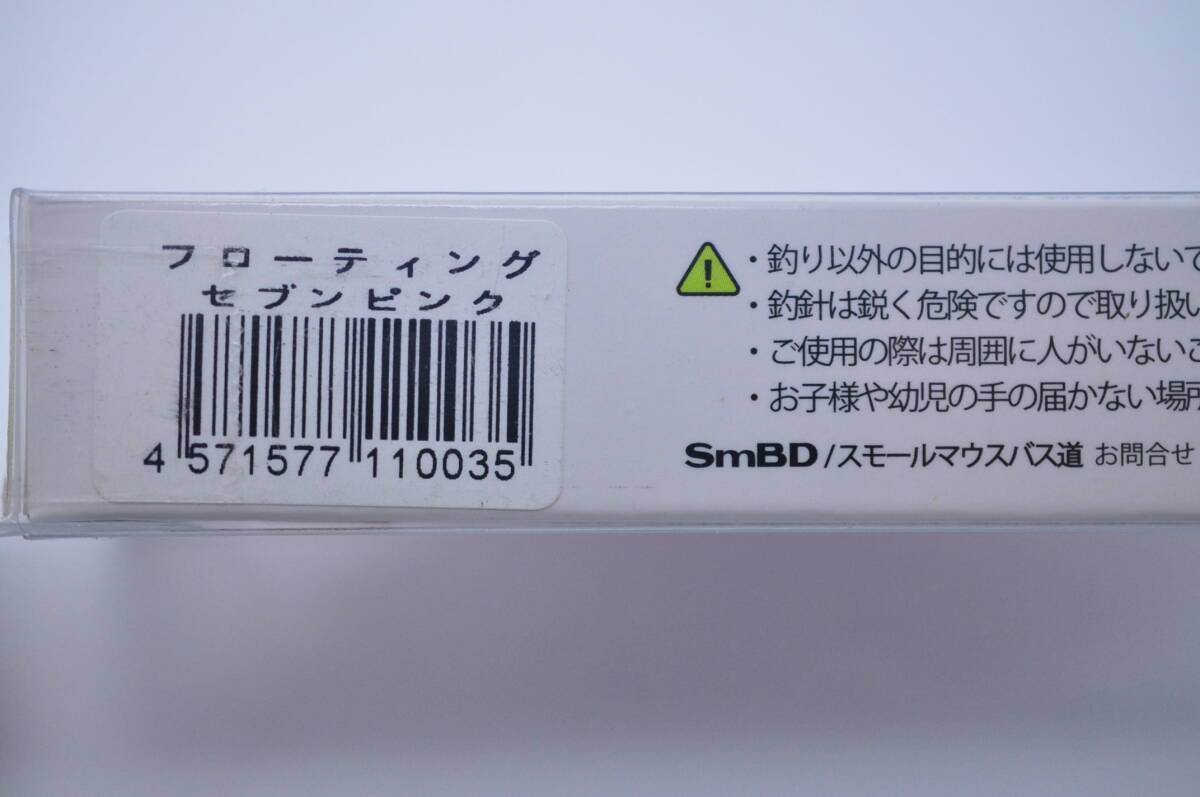 フローティング
セブンピンク
4 571577 110035
・釣り以外の目的には使用しないで
・釣針は鋭く危険ですので取り扱い
・ご使用の際は周囲に人がいないこ
・お子様や幼児の手の届かない場所
SmBD/スモールマウスバス道 お問合せ